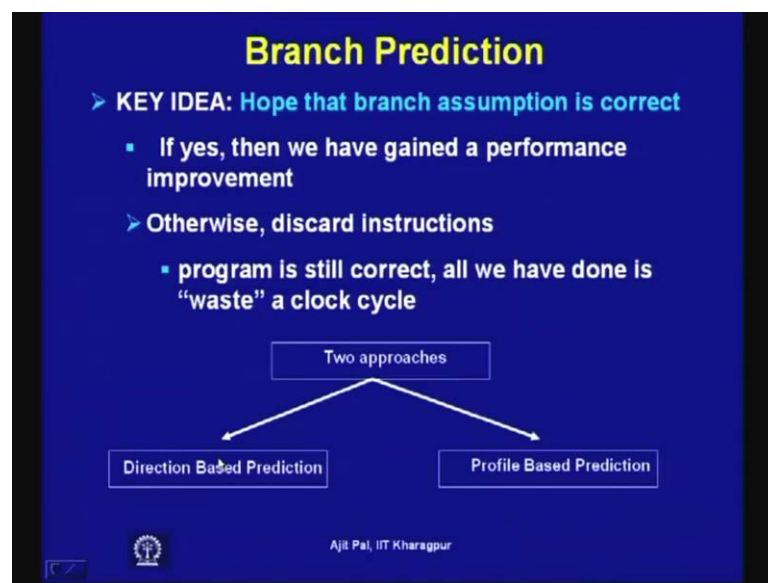 Branch Prediction
KEY IDEA: Hope that branch assumption is correct
If yes, then we have gained a performance
improvement
Otherwise, discard instructions
program is still correct, all we have done is
“waste” a clock cycle
Two approaches
Direction Based Prediction
Profile Based Prediction
Ajit Pal, IIT Kharagpur